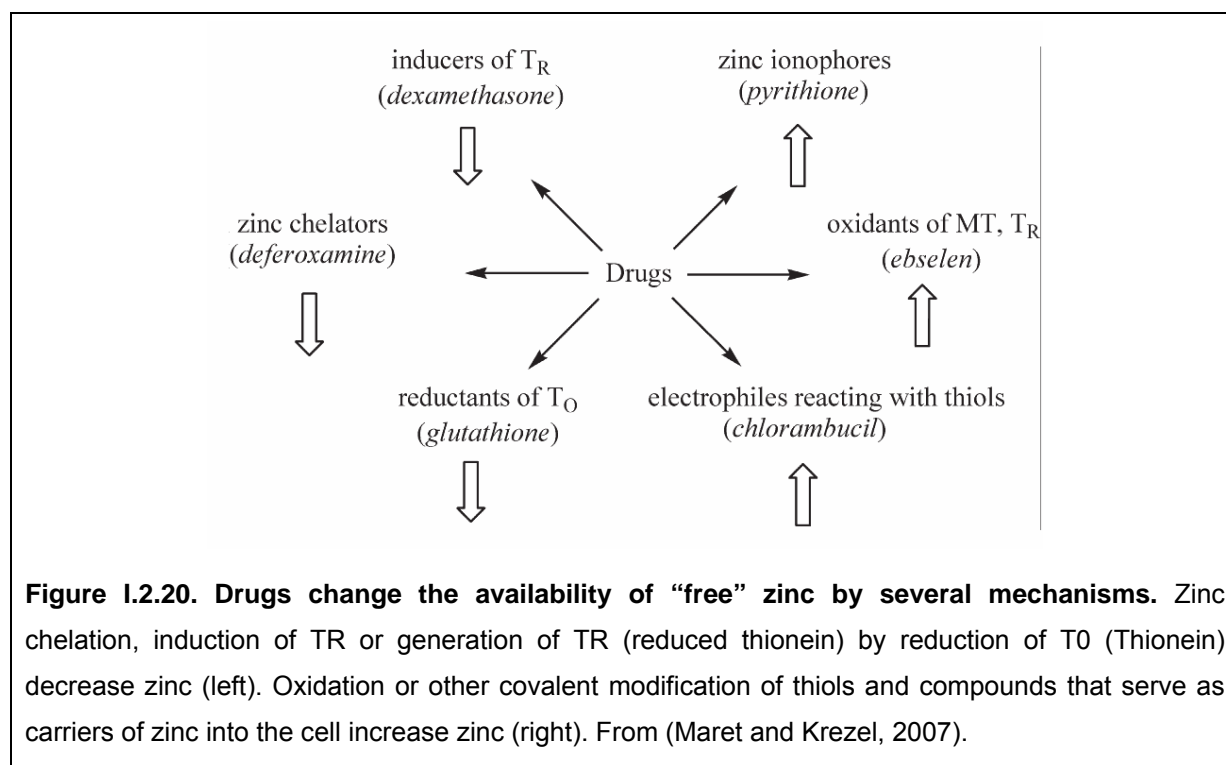 inducers of TR
(dexamethasone)
zinc ionophores
(pyrithione)
zinc chelators
(deferoxamine)
oxidants of MT, TR
(ebselen)
Drugs
reductants of TO
(glutathione)
electrophiles reacting with thiols
(chlorambucil)
Figure I.2.20. Drugs change the availability of “free” zinc by several mechanisms. Zinc
chelation, induction of TR or generation of TR (reduced thionein) by reduction of T0 (Thionein)
decrease zinc (left). Oxidation or other covalent modification of thiols and compounds that serve as
carriers of zinc into the cell increase zinc (right). From (Maret and Krezel, 2007).